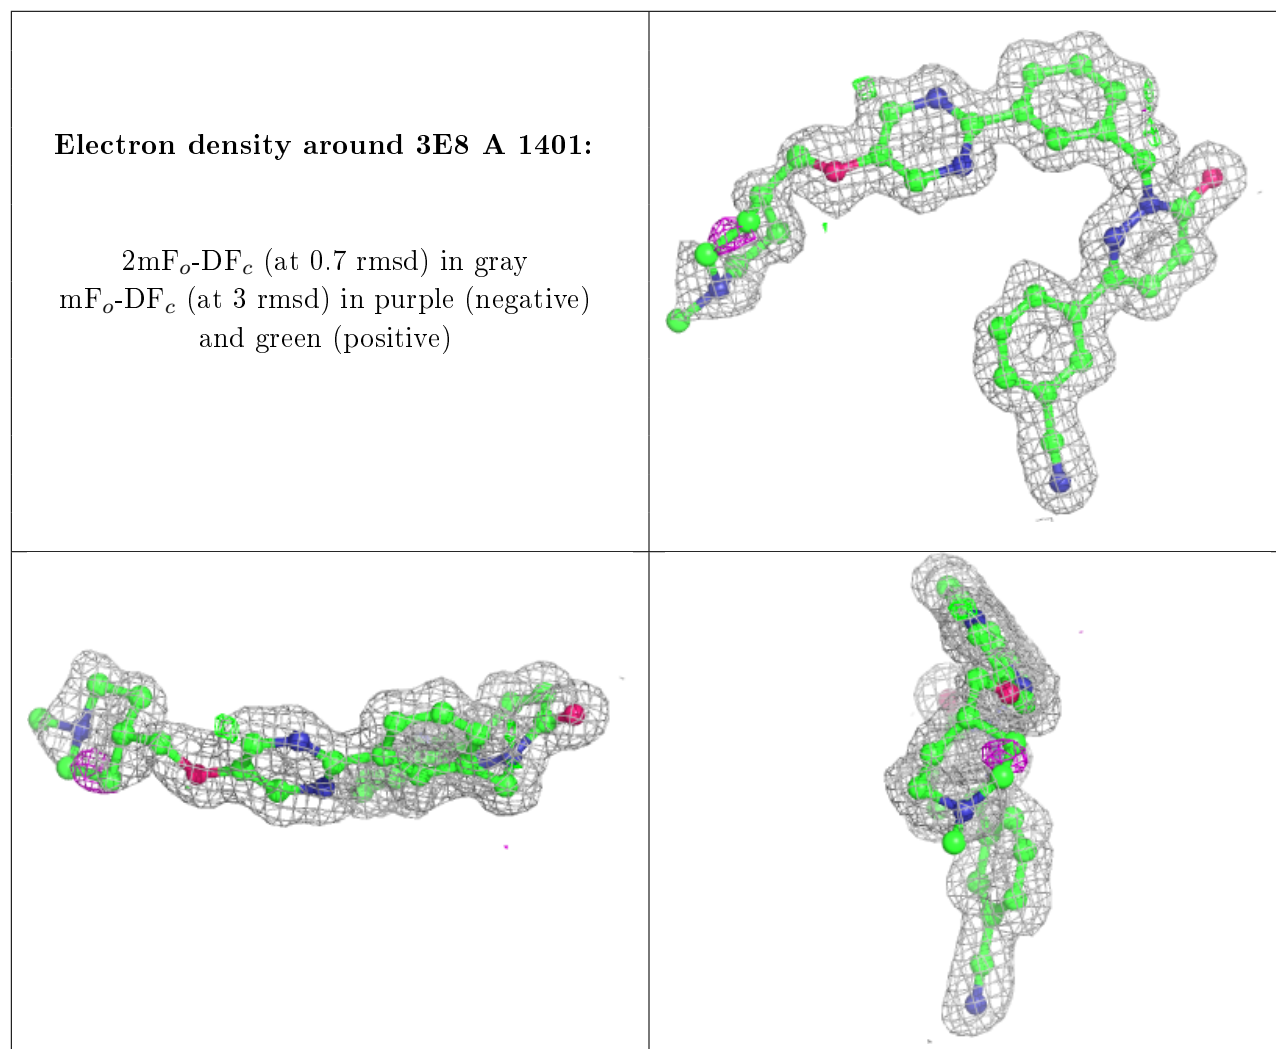 Electron density around 3E8 A 1401:
2mFo-DFc (at 0.7 rmsd) in gray
mFo-DFc (at 3 rmsd) in purple (negative)
and green (positive)